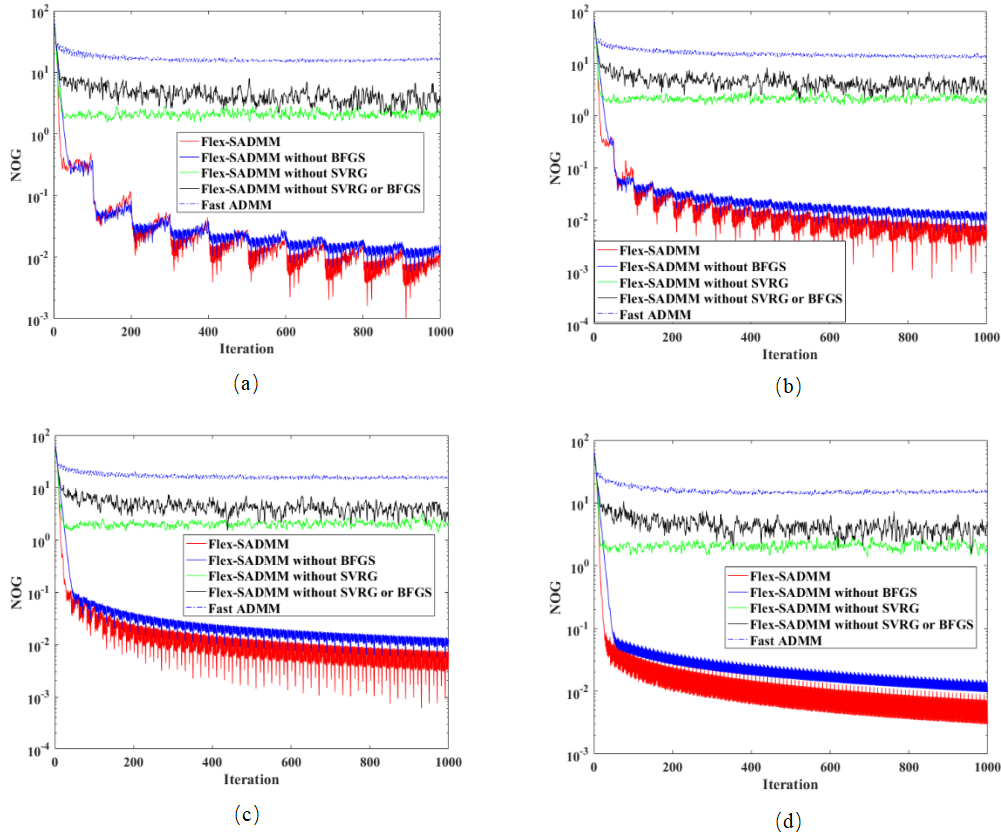 10^2
10^1
10^0
10^-1
10^-2
10^-3
NOG
0 200 400 600 800 1000
Iteration
Flex-SADMM
Flex-SADMM without BFGS
Flex-SADMM without SVRG
Flex-SADMM without SVRG or BFGS
Fast ADMM
(a)
10^2
10^1
10^0
10^-1
10^-2
10^-3
10^-4
NOG
0 200 400 600 800 1000
Iteration
Flex-SADMM
Flex-SADMM without BFGS
Flex-SADMM without SVRG
Flex-SADMM without SVRG or BFGS
Fast ADMM
(b)
10^2
10^1
10^0
10^-1
10^-2
10^-3
10^-4
NOG
0 200 400 600 800 1000
Iteration
Flex-SADMM
Flex-SADMM without BFGS
Flex-SADMM without SVRG
Flex-SADMM without SVRG or BFGS
Fast ADMM
(c)
10^2
10^1
10^0
10^-1
10^-2
10^-3
NOG
0 200 400 600 800 1000
Iteration
Flex-SADMM
Flex-SADMM without BFGS
Flex-SADMM without SVRG
Flex-SADMM without SVRG or BFGS
Fast ADMM
(d)